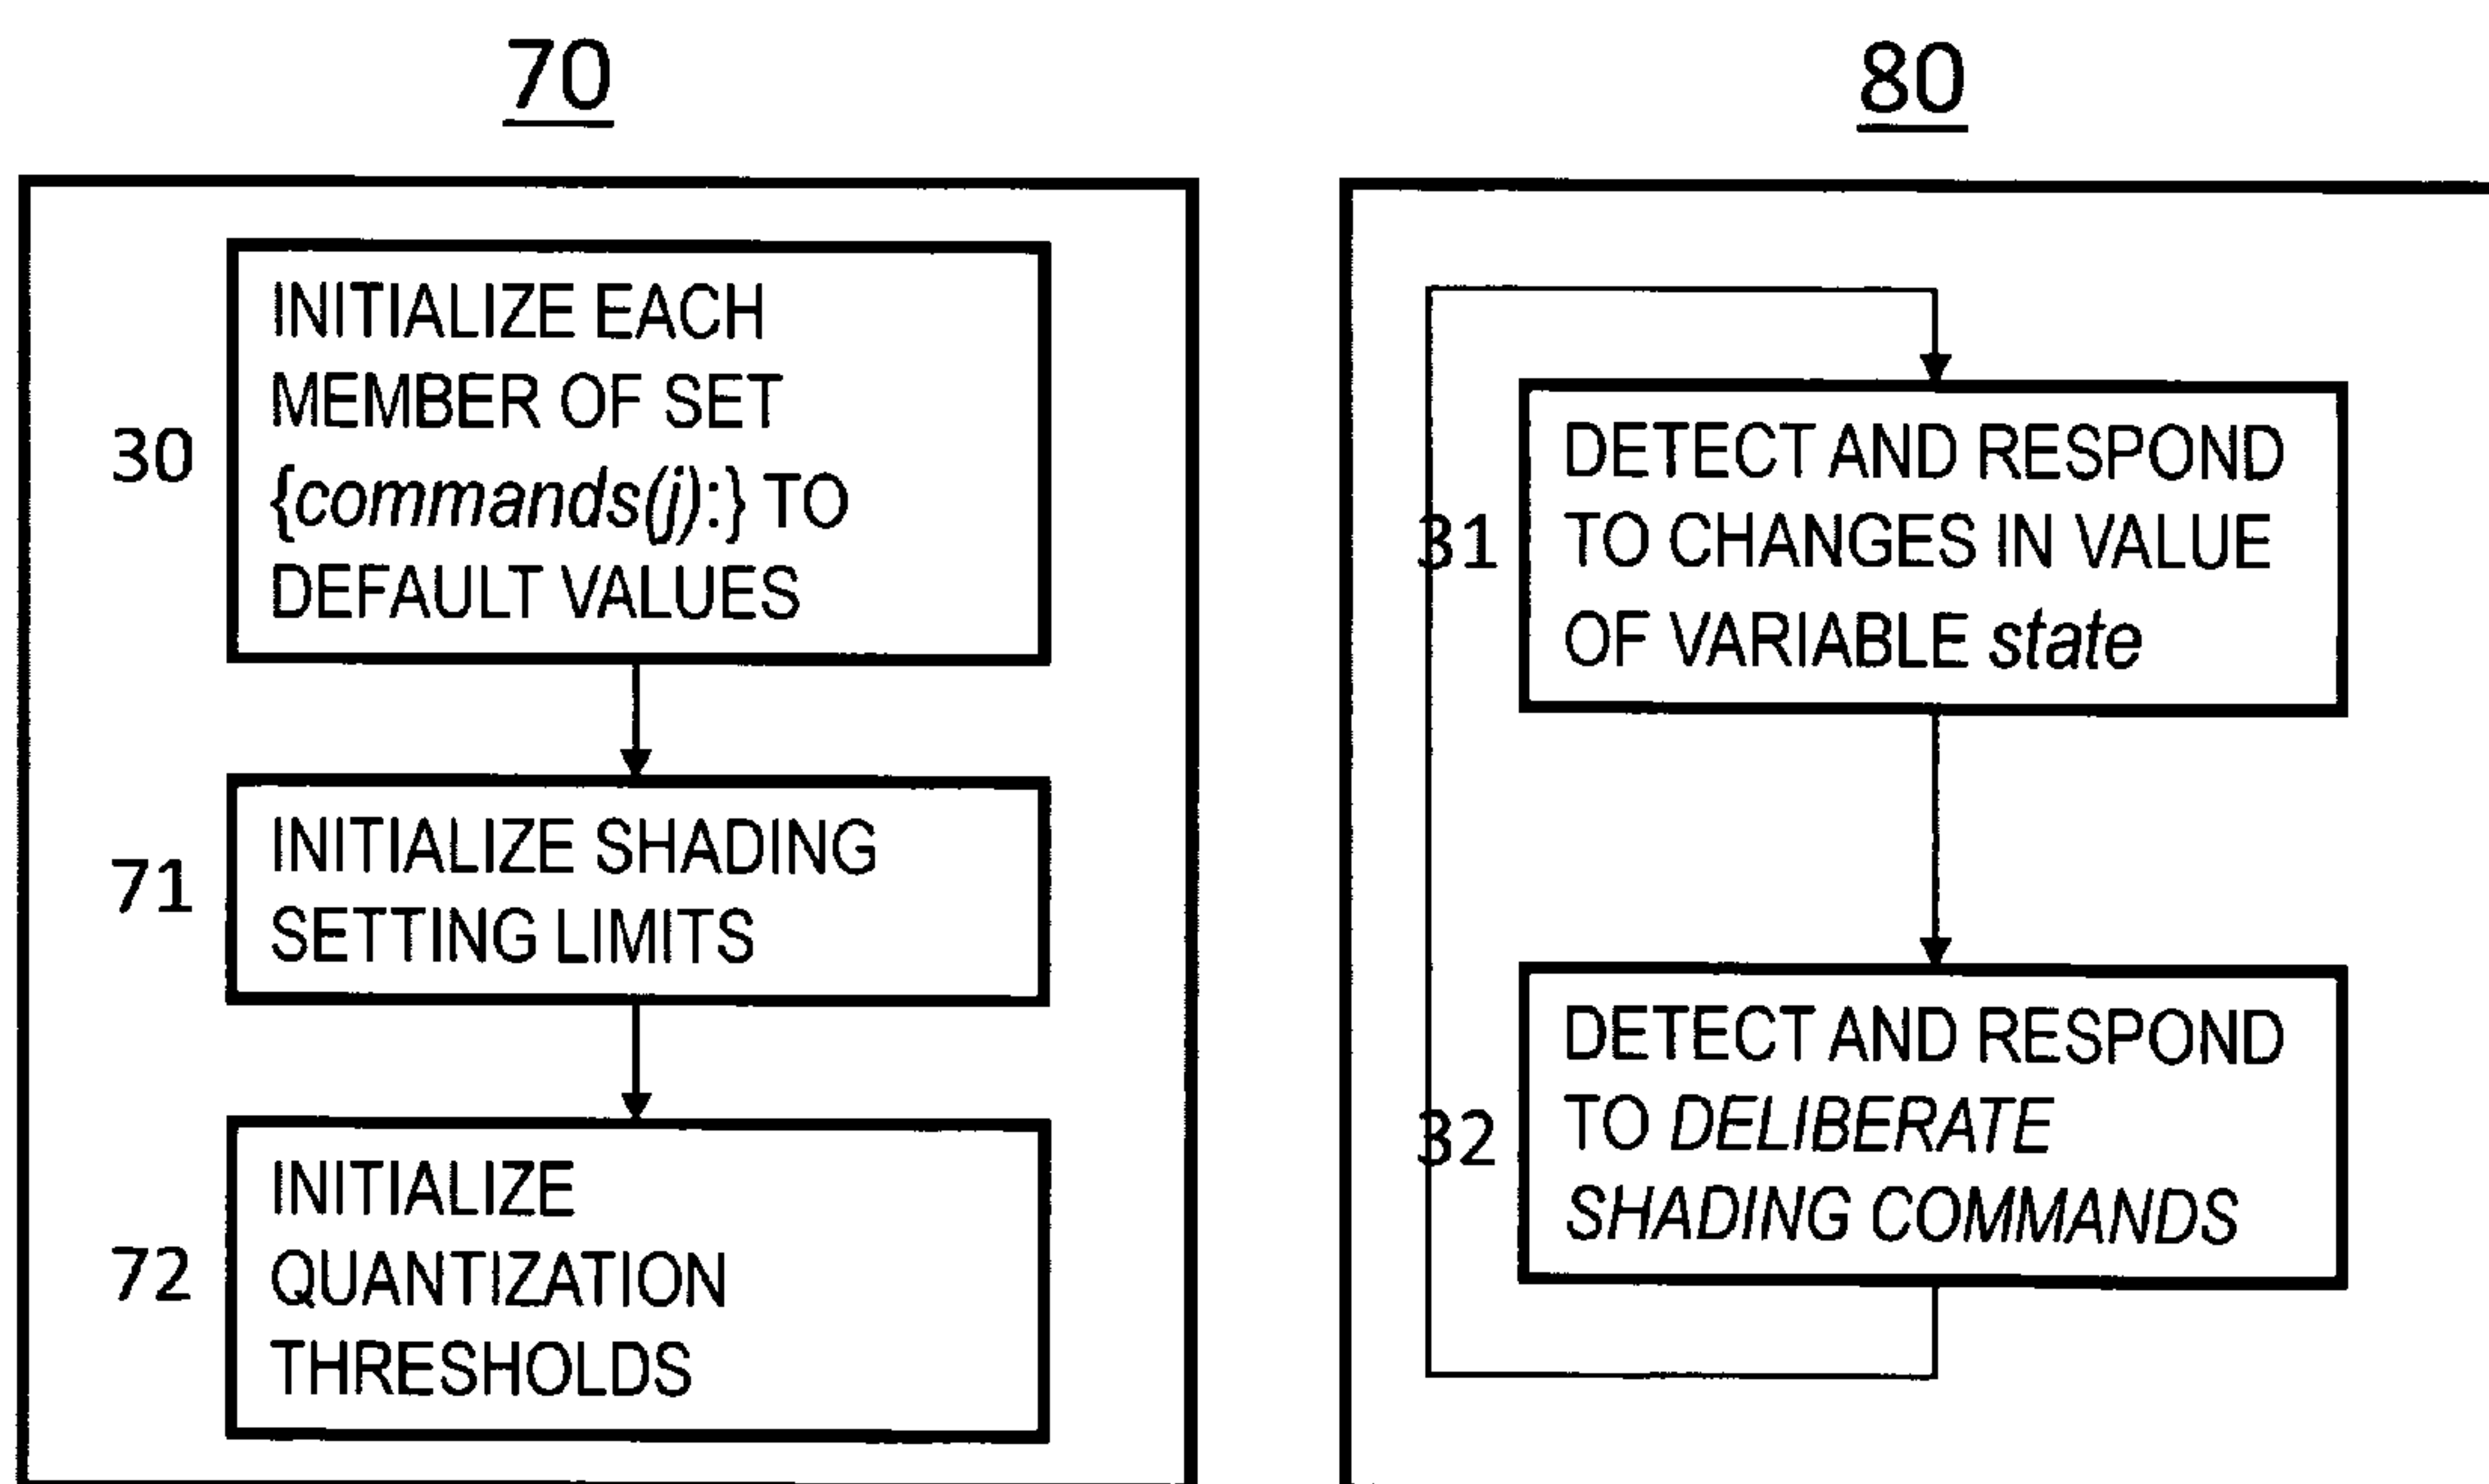 70
30
INITIALIZE EACH
MEMBER OF SET
{commands(j):} TO
DEFAULT VALUES
71
INITIALIZE SHADING
SETTING LIMITS
72
INITIALIZE
QUANTIZATION
THRESHOLDS
80
31
DETECT AND RESPOND
TO CHANGES IN VALUE
OF VARIABLE state
32
DETECT AND RESPOND
TO DELIBERATE
SHADING COMMANDS